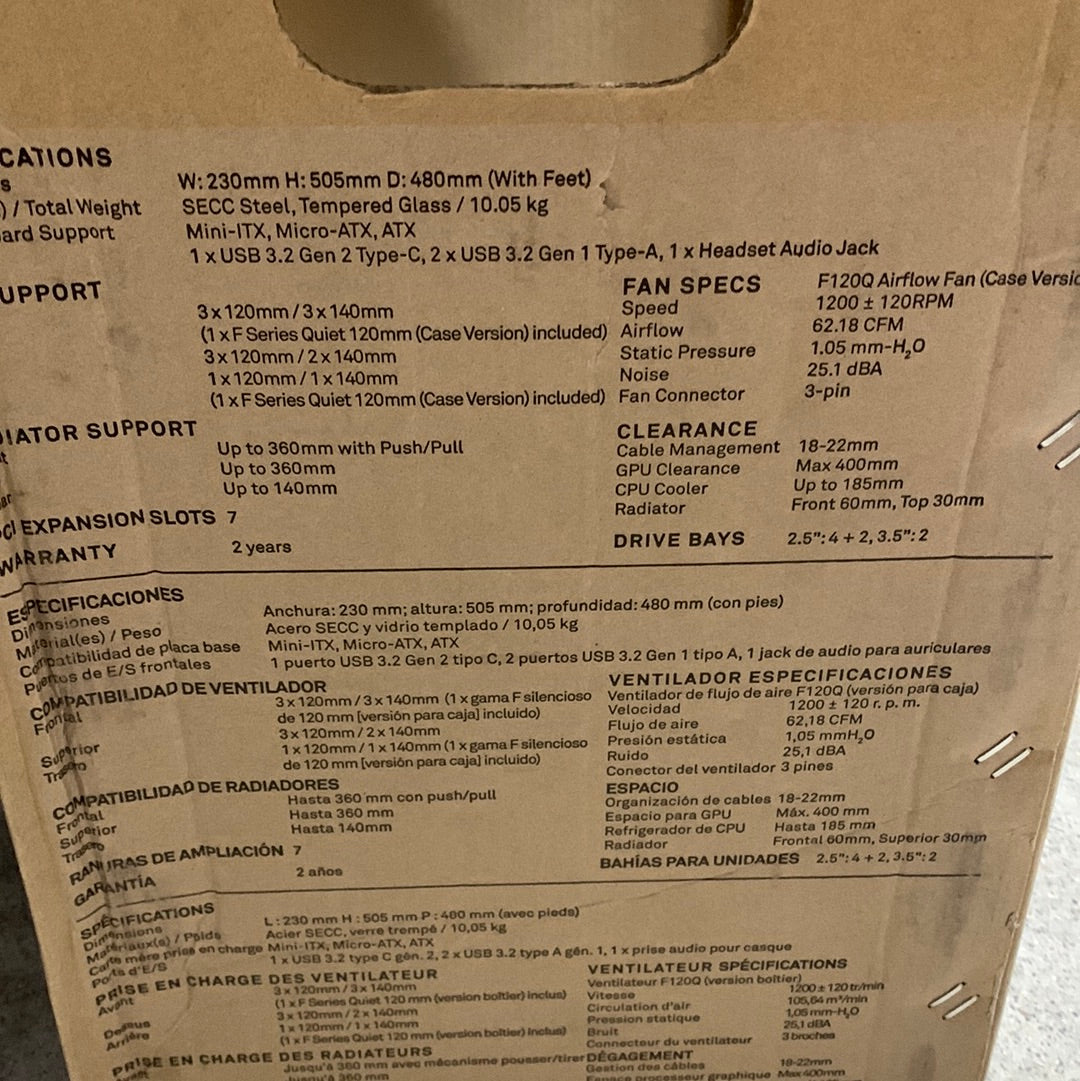 CATIONS
s W: 230mm H: 505mm D: 480mm (With Feet)
) / Total Weight SECC Steel, Tempered Glass / 10.05 kg
ard Support Mini-ITX, Micro-ATX, ATX
1 x USB 3.2 Gen 2 Type-C, 2 x USB 3.2 Gen 1 Type-A, 1 x Headset Audio Jack
UPPORT
3 x 120mm / 3 x 140mm
(1 x F Series Quiet 120mm (Case Version) included)
3 x 120mm / 2 x 140mm
1 x 120mm / 1 x 140mm
(1 x F Series Quiet 120mm (Case Version) included)
FAN SPECS F120Q Airflow Fan (Case Versio
Speed 1200 ± 120RPM
Airflow 62.18 CFM
Static Pressure 1.05 mm-H₂O
Noise 25.1 dBA
Fan Connector 3-pin
IATOR SUPPORT
t Up to 360mm with Push/Pull
Up to 360mm
ar Up to 140mm
CI EXPANSION SLOTS 7
WARRANTY 2 years
CLEARANCE
Cable Management 18-22mm
GPU Clearance Max 400mm
CPU Cooler Up to 185mm
Radiator Front 60mm, Top 30mm
DRIVE BAYS 2.5": 4 + 2, 3.5": 2
ESPECIFICACIONES
Dimensiones Anchura: 230 mm; altura: 505 mm; profundidad: 480 mm (con pies)
Material(es) / Peso Acero SECC y vidrio templado / 10,05 kg
Compatibilidad de placa base Mini-ITX, Micro-ATX, ATX
Puertos de E/S frontales 1 puerto USB 3.2 Gen 2 tipo C, 2 puertos USB 3.2 Gen 1 tipo A, 1 jack de audio para auriculares
COMPATIBILIDAD DE VENTILADOR
Frontal 3 x 120mm / 3 x 140mm (1 x gama F silencioso
de 120 mm [versión para caja] incluido)
Superior 3 x 120mm / 2 x 140mm
Trasero 1 x 120mm / 1 x 140mm (1 x gama F silencioso
de 120 mm [versión para caja] incluido)
VENTILADOR ESPECIFICACIONES
Ventilador de flujo de aire F120Q (versión para caja)
Velocidad 1200 ± 120 r. p. m.
Flujo de aire 62,18 CFM
Presión estática 1,05 mmH₂O
Ruido 25,1 dBA
Conector del ventilador 3 pines
COMPATIBILIDAD DE RADIADORES
Frontal Hasta 360 mm con push/pull
Superior Hasta 360 mm
Trasero Hasta 140mm
RANURAS DE AMPLIACIÓN 7
GARANTÍA 2 años
ESPACIO
Organización de cables 18-22mm
Espacio para GPU Máx. 400 mm
Refrigerador de CPU Hasta 185 mm
Radiador Frontal 60mm, Superior 30mm
BAHÍAS PARA UNIDADES 2.5": 4 + 2, 3.5": 2
SPÉCIFICATIONS
Dimensions L : 230 mm H : 505 mm P : 480 mm (avec pieds)
Matériaux(s) / Poids Acier SECC, verre trempé / 10,05 kg
Carte mère prise en charge Mini-ITX, Micro-ATX, ATX
Ports d'E/S 1 x USB 3.2 type C gén. 2, 2 x USB 3.2 type A gén. 1, 1 x prise audio pour casque
PRISE EN CHARGE DES VENTILATEUR
Avant 3 x 120mm / 3 x 140mm
(1 x F Series Quiet 120 mm (version boîtier) inclus)
Dessus 3 x 120mm / 2 x 140mm
Arrière 1 x 120mm / 1 x 140mm
(1 x F Series Quiet 120 mm (version boîtier) inclus)
VENTILATEUR SPÉCIFICATIONS
Ventilateur F120Q (version boîtier)
Vitesse 1200 ± 120 tr/min
Circulation d'air 105,64 m³/min
Pression statique 1,05 mm-H₂O
Bruit 25,1 dBA
Connecteur du ventilateur 3 broches
PRISE EN CHARGE DES RADIATEURS
Avant Jusqu'à 360 mm avec mécanisme pousser/tirer
Jusqu'à 360 mm
DÉGAGEMENT
Gestion des câbles 18-22mm
Espace processeur graphique Max 400mm